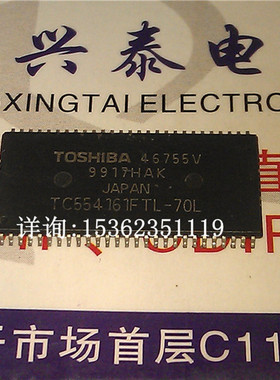 兴泰电
XINGTAI ELECTRO
TOSHIBA 46755V
9917HAK
JAPAN
TC554161FTL-70L
详询:15362351119
市场首层C11